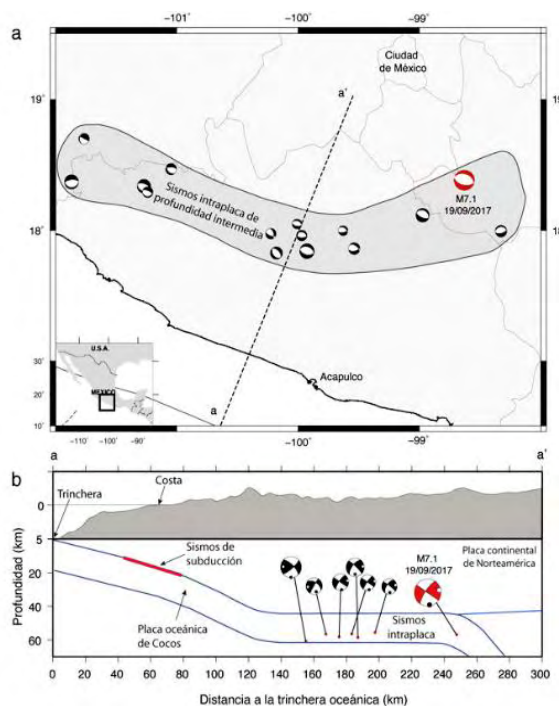 a
−101°
−100°
−99°
Ciudad
de México
19°
a'
M7.1
19/09/2017
Sismos intraplaca de
profundidad intermedia
18°
U.S.A.
MÉXICO
30°
20°
10°
−110° −100° −90°
a
Acapulco
−100°
−99°
b
a
a'
Costa
0
Trinchera
5
Sismos de
subducción
M7.1
19/09/2017
Placa continental
de Norteamérica
Profundidad (km)
20
40
60
Placa oceánica
de Cocos
Sismos
intraplaca
0 20 40 60 80 100 120 140 160 180 200 220 240 260 280 300
Distancia a la trinchera oceánica (km)